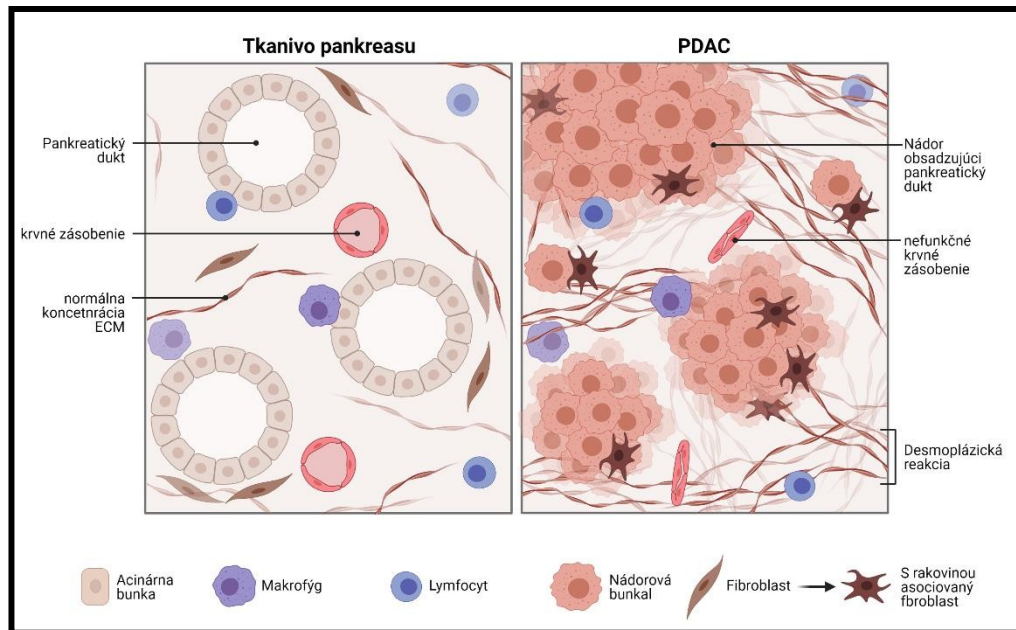 Tkanivo pankreasu
PDAC
Pankreatický
dukt
krvné zásobenie
normálna
koncetnrácia
ECM
Nádor
obsadzujúci
pankreatický
dukt
nefunkčné
krvné
zásobenie
Desmoplázická
reakcia
Acinárna
bunka
Makrofýg
Lymfocyt
Nádorová
bunkal
Fibroblast
S rakovinou
asociovaný
fbroblast